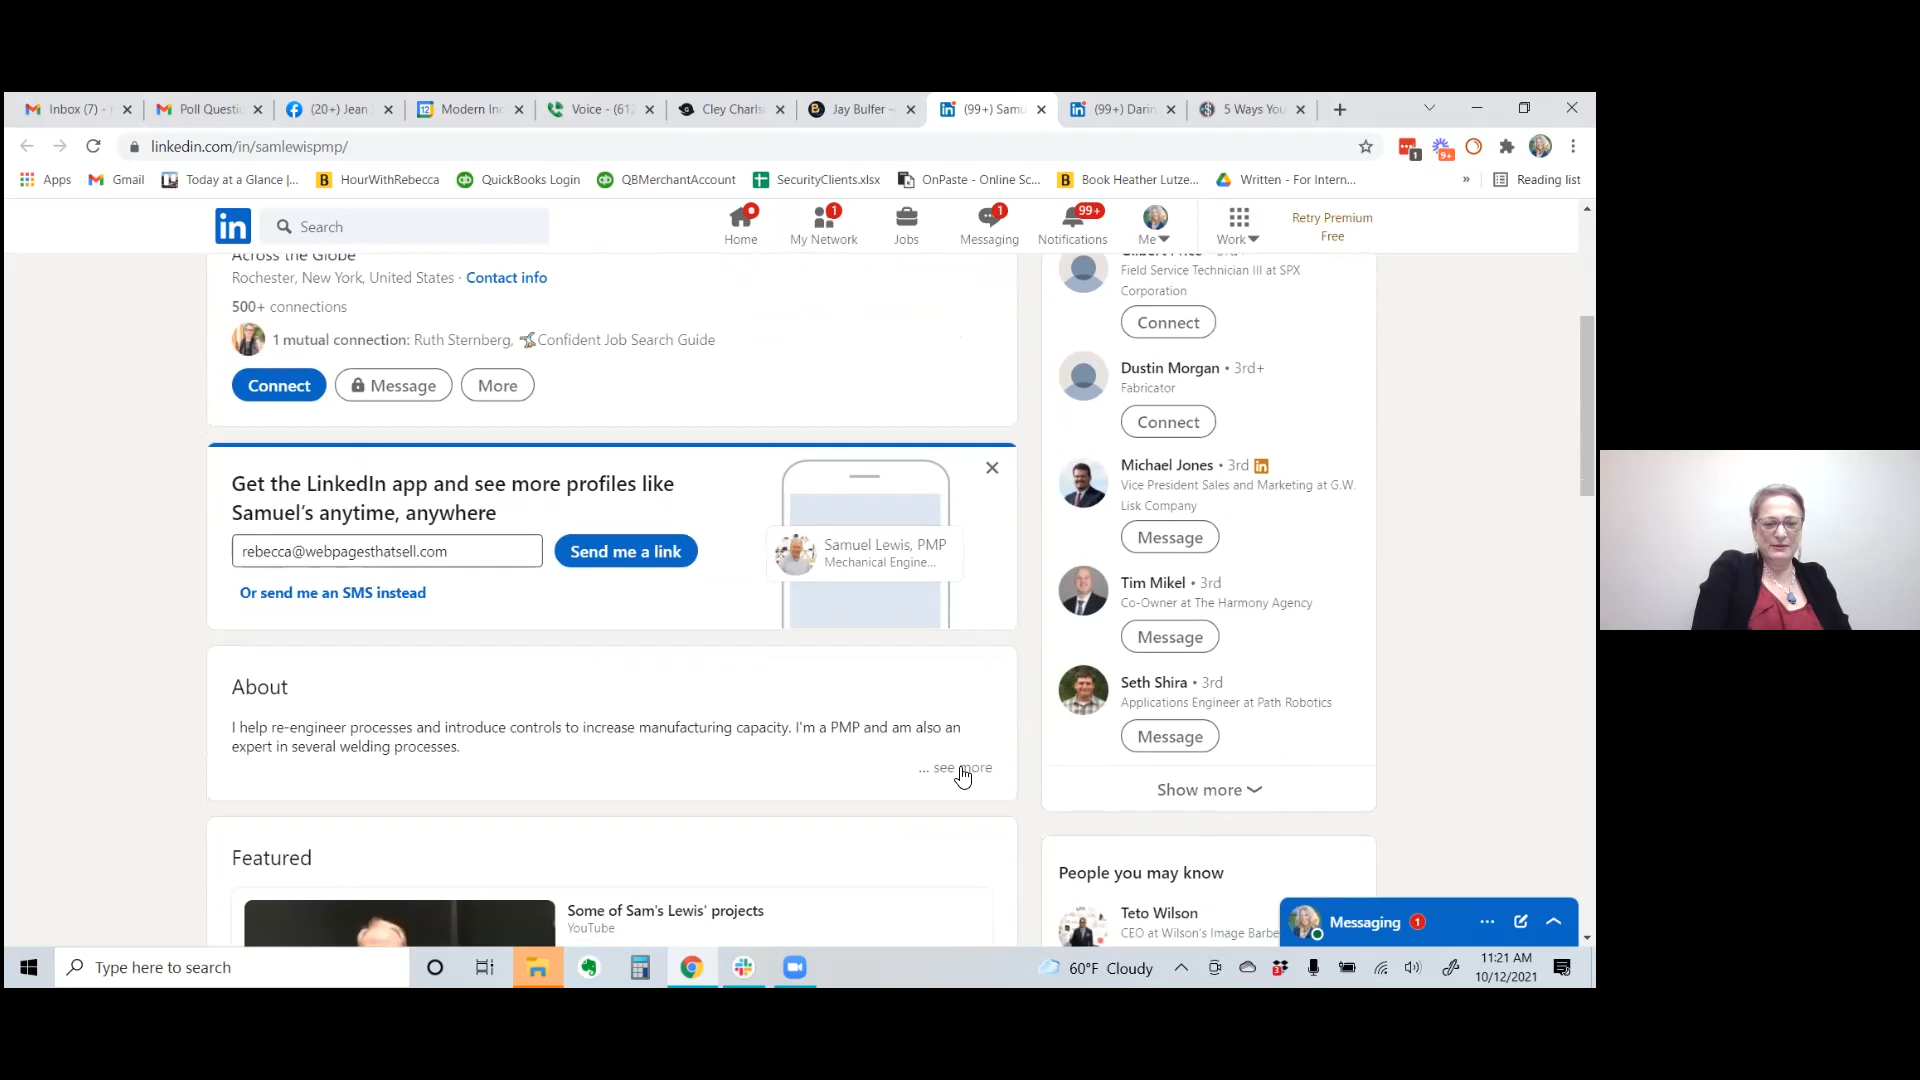 Inbox (7) -
Poll Questi
(20+) Jean
Modern Inc
Voice - (612
Cley Charls
Jay Bulfer –
(99+) Samu
(99+) Darin
5 Ways You
linkedin.com/in/samlewispmp/
1
9+
Apps
Gmail
Today at a Glance |...
HourWithRebecca
QuickBooks Login
QBMerchantAccount
SecurityClients.xlsx
OnPaste - Online Sc...
Book Heather Lutze...
Written - For Intern...
»
Reading list
in
Search
Home
1
My Network
Jobs
1
Messaging
99+
Notifications
Me
Work
Retry Premium
Free
Across the Globe
Rochester, New York, United States · Contact info
500+ connections
1 mutual connection: Ruth Sternberg, Confident Job Search Guide
Connect
Message
More
Get the LinkedIn app and see more profiles like
Samuel's anytime, anywhere
rebecca@webpagesthatsell.com
Send me a link
Or send me an SMS instead
Samuel Lewis, PMP
Mechanical Engine...
About
I help re-engineer processes and introduce controls to increase manufacturing capacity. I'm a PMP and am also an
expert in several welding processes.
... see more
Featured
Some of Sam's Lewis' projects
YouTube
Field Service Technician III at SPX
Corporation
Connect
Dustin Morgan • 3rd+
Fabricator
Connect
Michael Jones • 3rd in
Vice President Sales and Marketing at G.W.
Lisk Company
Message
Tim Mikel • 3rd
Co-Owner at The Harmony Agency
Message
Seth Shira • 3rd
Applications Engineer at Path Robotics
Message
Show more
People you may know
Teto Wilson
CEO at Wilson's Image Barbe
Messaging 1
Type here to search
60°F Cloudy
11:21 AM
10/12/2021